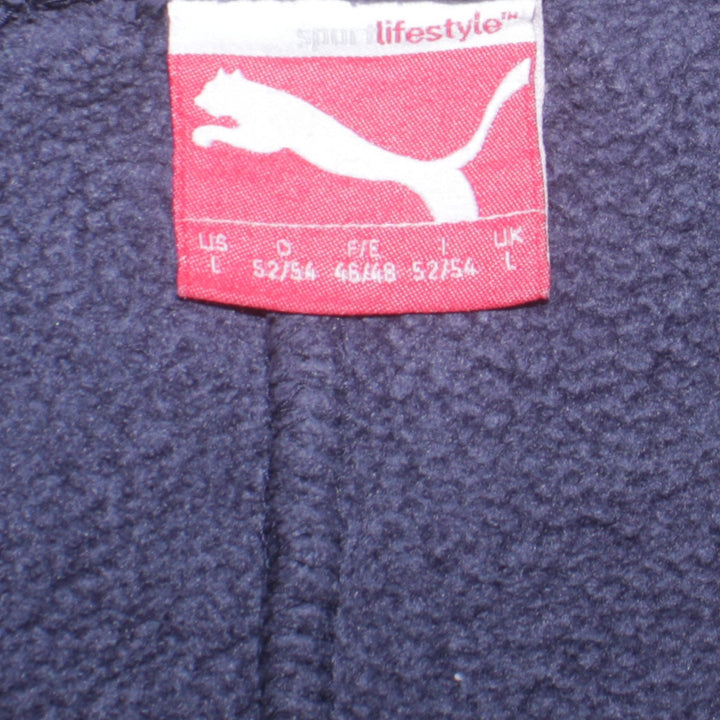 sportlifestyle™
US D F/E I UK
L 52/54 46/48 52/54 L